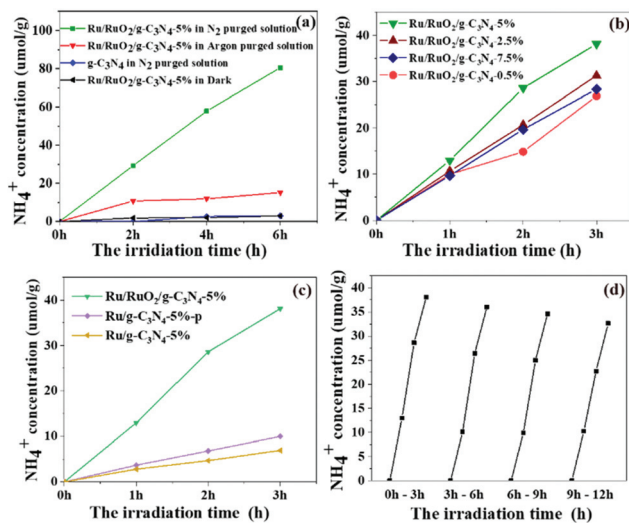 (a)
Ru/RuO₂/g-C₃N₄-5% in N₂ purged solution
Ru/RuO₂/g-C₃N₄-5% in Argon purged solution
g-C₃N₄ in N₂ purged solution
Ru/RuO₂/g-C₃N₄-5% in Dark
NH₄⁺ concentration (umol/g)
100
80
60
40
20
0
0h 2h 4h 6h
The irridiation time (h)
(b)
Ru/RuO₂/g-C₃N₄-5%
Ru/RuO₂/g-C₃N₄-2.5%
Ru/RuO₂/g-C₃N₄-7.5%
Ru/RuO₂/g-C₃N₄-0.5%
NH₄⁺ concentration (umol/g)
40
30
20
10
0
0h 1h 2h 3h
The irradiation time (h)
(c)
Ru/RuO₂/g-C₃N₄-5%
Ru/g-C₃N₄-5%-p
Ru/g-C₃N₄-5%
NH₄⁺ concentration (umol/g)
40
30
20
10
0
0h 1h 2h 3h
The irradiation time (h)
(d)
NH₄⁺ concentration (umol/g)
40
35
30
25
20
15
10
5
0
0h - 3h 3h - 6h 6h - 9h 9h - 12h
The irradiation time (h)